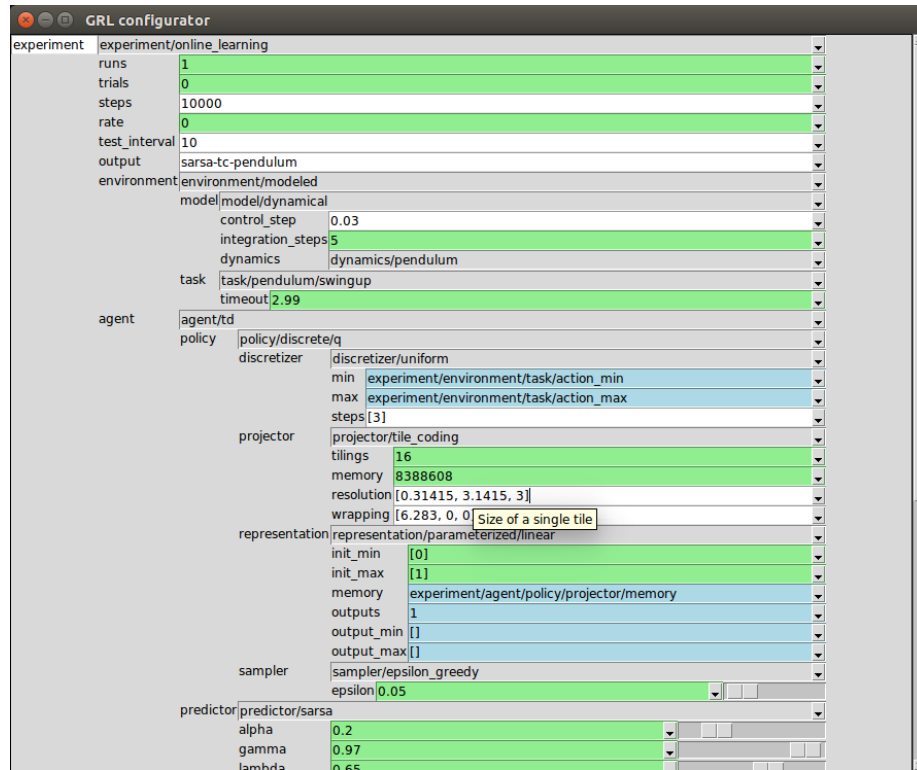 GRL configurator
experiment experiment/online_learning
runs 1
trials 0
steps 10000
rate 0
test_interval 10
output sarsa-tc-pendulum
environment environment/modeled
model model/dynamical
control_step 0.03
integration_steps 5
dynamics dynamics/pendulum
task task/pendulum/swingup
timeout 2.99
agent agent/td
policy policy/discrete/q
discretizer discretizer/uniform
min experiment/environment/task/action_min
max experiment/environment/task/action_max
steps [3]
projector projector/tile_coding
tilings 16
memory 8388608
resolution [0.31415, 3.1415, 3]
wrapping [6.283, 0, 0
Size of a single tile
representation representation/parameterized/linear
init_min [0]
init_max [1]
memory experiment/agent/policy/projector/memory
outputs 1
output_min []
output_max []
sampler sampler/epsilon_greedy
epsilon 0.05
predictor predictor/sarsa
alpha 0.2
gamma 0.97
lambda 0.65